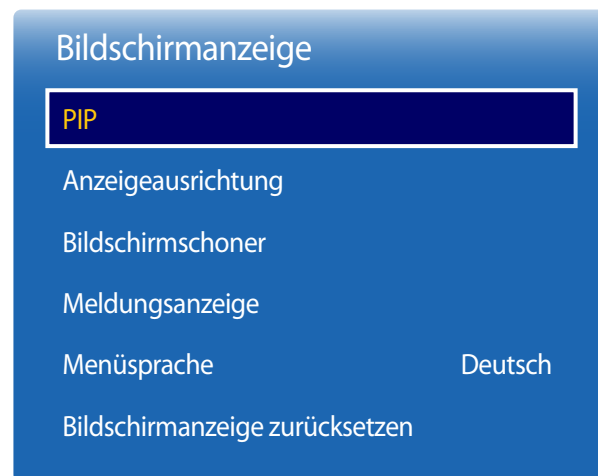 Bildschirmanzeige
PIP
Anzeigeausrichtung
Bildschirmschoner
Meldungsanzeige
Menüsprache Deutsch
Bildschirmanzeige zurücksetzen